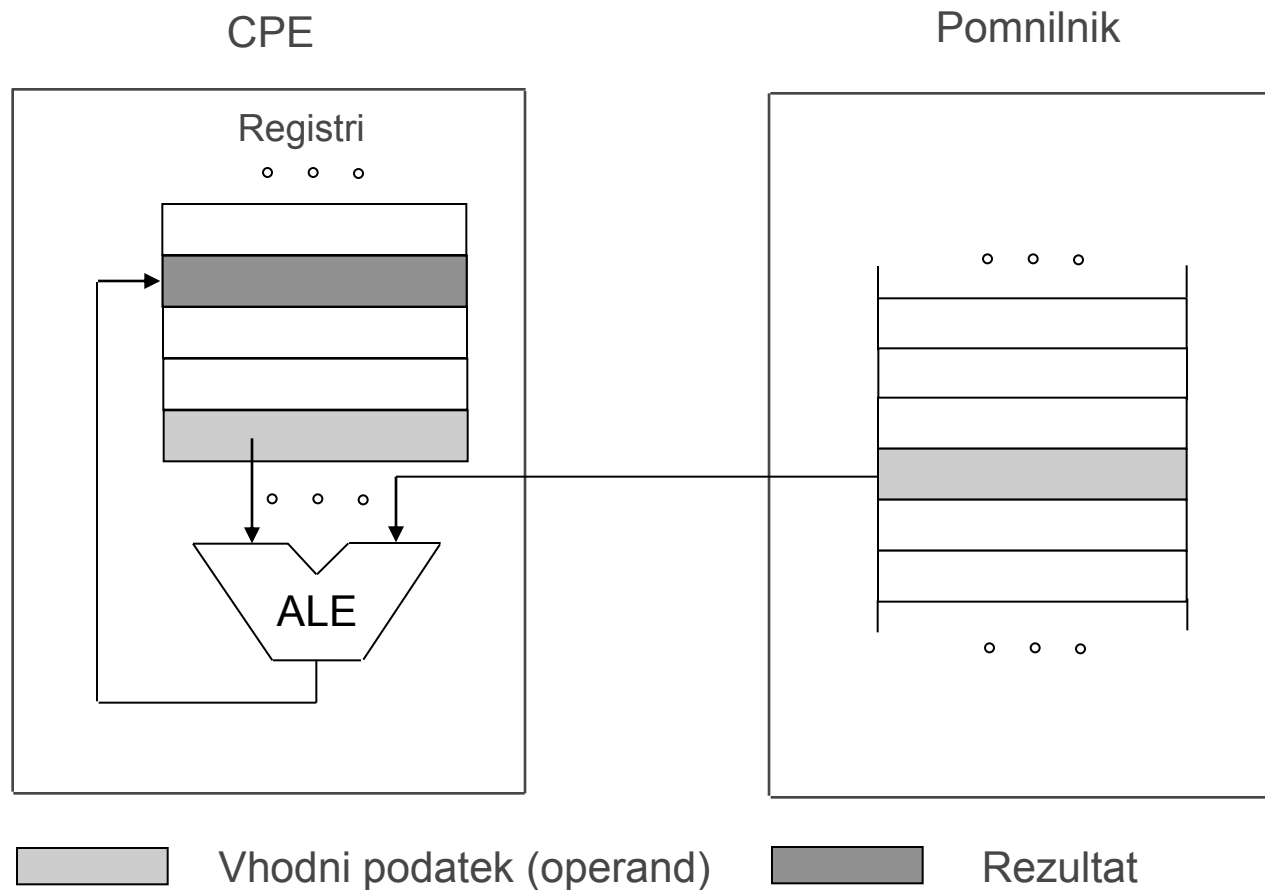 CPE
Pomnilnik
Registri
ALE
Vhodni podatek (operand)
Rezultat